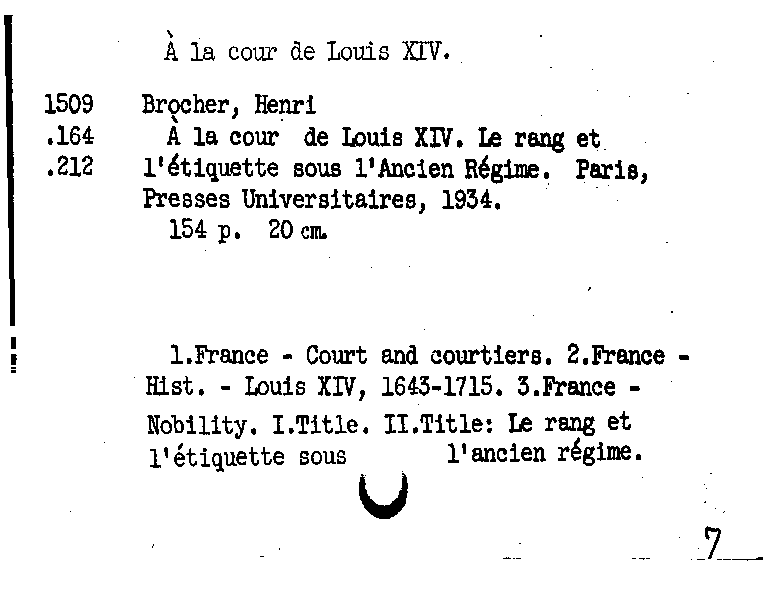 À la cour de Louis XIV.
1509 Brocher, Henri
.164 À la cour de Louis XIV. Le rang et
.212 l'étiquette sous l'Ancien Régime. Paris,
Presses Universitaires, 1934.
154 p. 20 cm.
1.France - Court and courtiers. 2.France -
Hist. - Louis XIV, 1643-1715. 3.France -
Nobility. I.Title. II.Title: Le rang et
l'étiquette sous l'ancien régime.
7